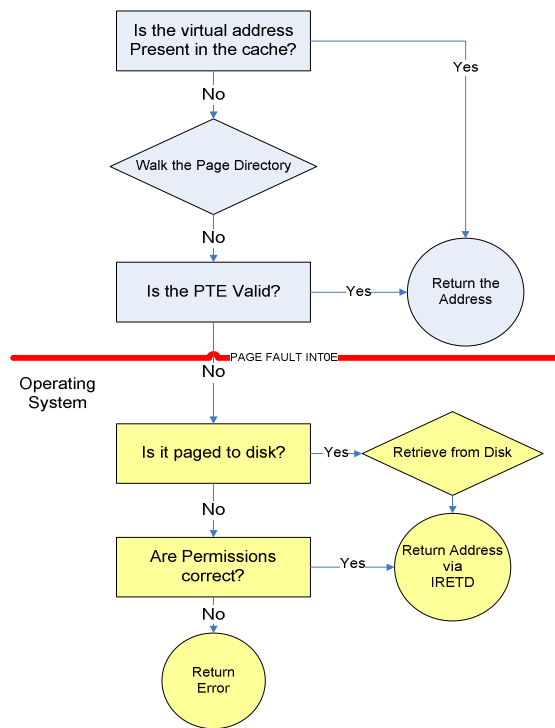 Is the virtual address
Present in the cache?
Yes
No
Walk the Page Directory
No
Is the PTE Valid?
Yes
Return the
Address
PAGE FAULT INT0E
No
Operating
System
Is it paged to disk?
Yes
Retrieve from Disk
No
Are Permissions
correct?
Yes
Return Address
via
IRETD
No
Return
Error